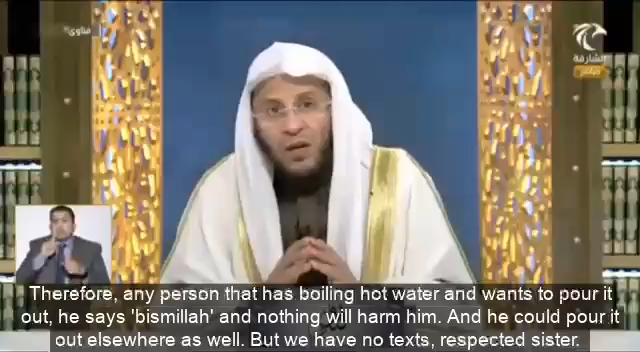 فتاوى
الشارقة
مباشر
Therefore, any person that has boiling hot water and wants to pour it
out, he says 'bismillah' and nothing will harm him. And he could pour it
out elsewhere as well. But we have no texts, respected sister.